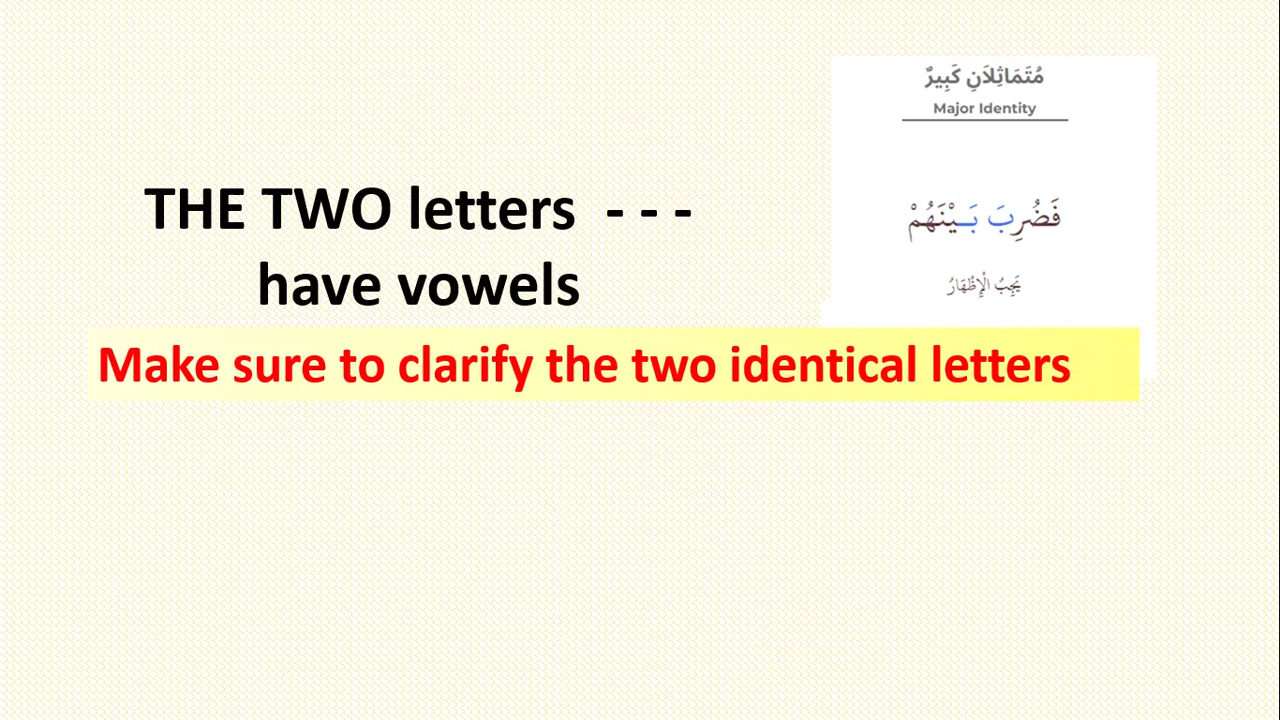 مُتَمَاثِلاَنِ كَبِيرٌ
Major Identity
THE TWO letters - - -
have vowels
فَضُرِبَ بَيْنَهُمْ
يَجِبُ الْإِظْهَارُ
Make sure to clarify the two identical letters